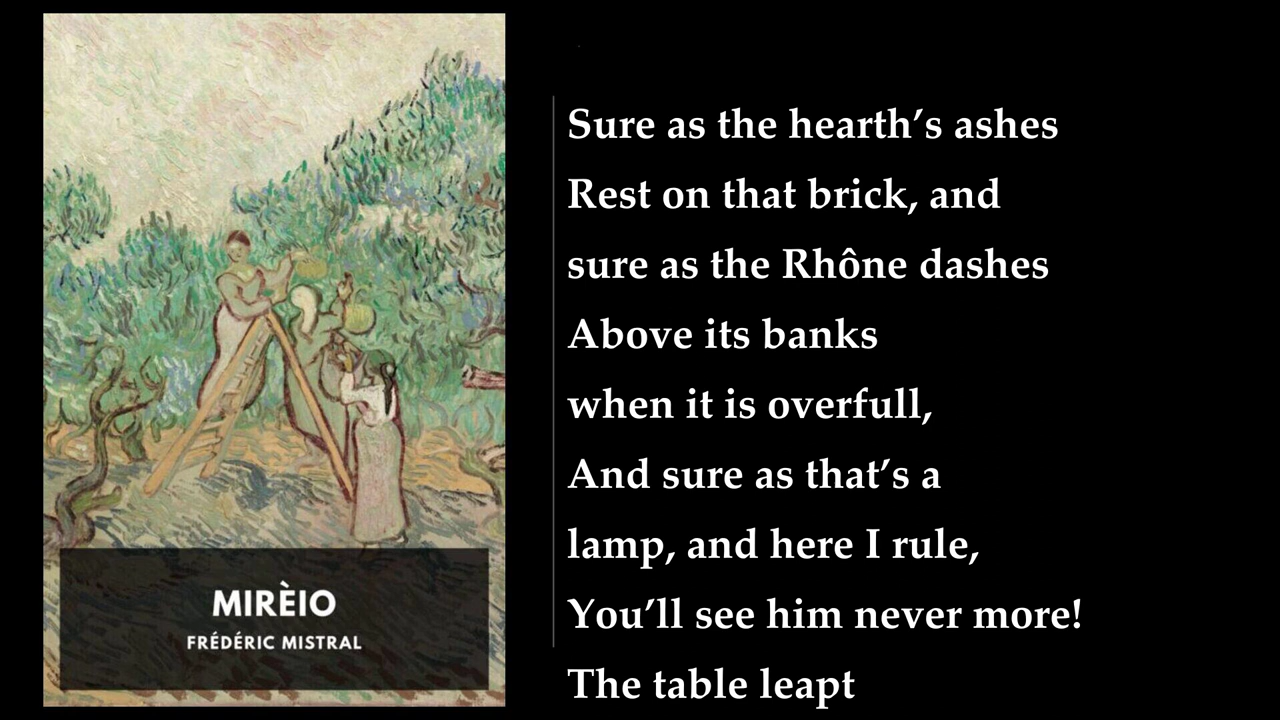 MIRÈIO
FRÉDÉRIC MISTRAL
Sure as the hearth’s ashes
Rest on that brick, and
sure as the Rhône dashes
Above its banks
when it is overfull,
And sure as that’s a
lamp, and here I rule,
You’ll see him never more!
The table leapt